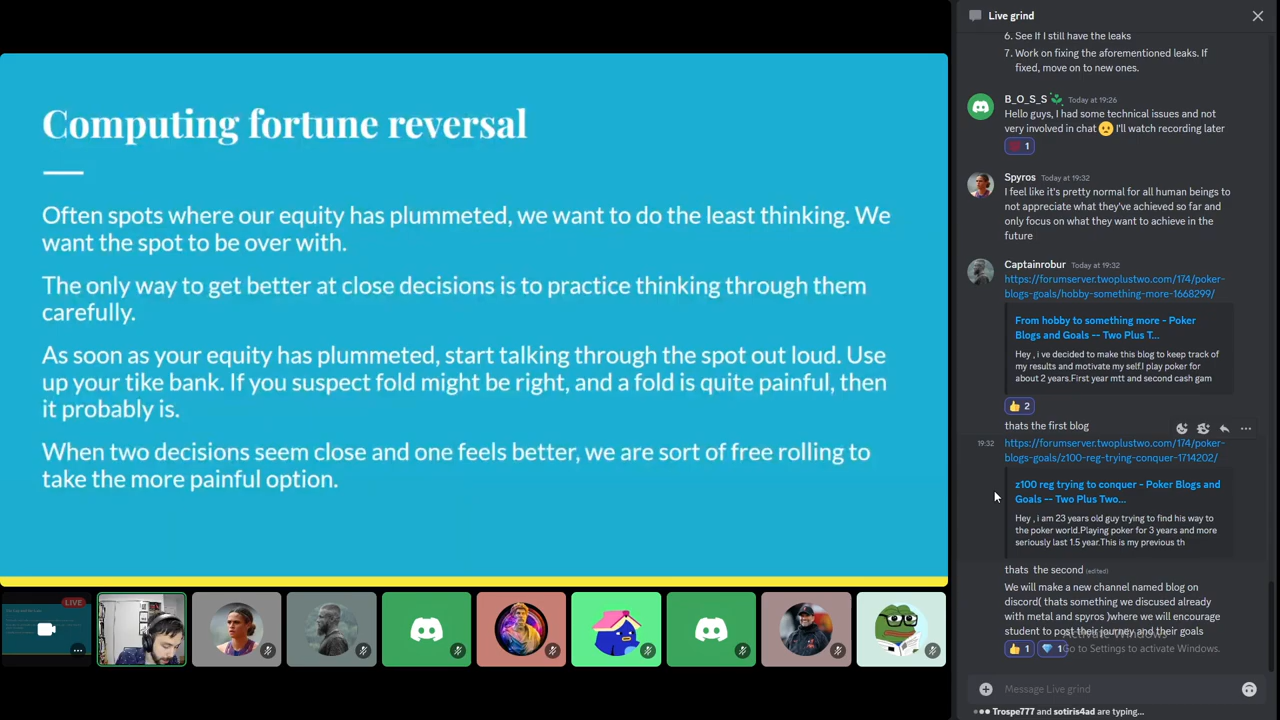 Computing fortune reversal
Often spots where our equity has plummeted, we want to do the least thinking. We
want the spot to be over with.
The only way to get better at close decisions is to practice thinking through them
carefully.
As soon as your equity has plummeted, start talking through the spot out loud. Use
up your tike bank. If you suspect fold might be right, and a fold is quite painful, then
it probably is.
When two decisions seem close and one feels better, we are sort of free rolling to
take the more painful option.
LIVE
Live grind
6. See If I still have the leaks
7. Work on fixing the aforementioned leaks. If
fixed, move on to new ones.
B_O_S_S Today at 19:26
Hello guys, I had some technical issues and not
very involved in chat I'll watch recording later
1
Spyros Today at 19:32
I feel like it's pretty normal for all human beings to
not appreciate what they've achieved so far and
only focus on what they want to achieve in the
future
Captainrobur Today at 19:32
https://forumserver.twoplustwo.com/174/poker-
blogs-goals/hobby-something-more-1668299/
From hobby to something more - Poker
Blogs and Goals -- Two Plus T...
Hey , i ve decided to make this blog to keep track of
my results and motivate my self.I play poker for
about 2 years.First year mtt and second cash gam
2
thats the first blog
19:32
https://forumserver.twoplustwo.com/174/poker-
blogs-goals/z100-reg-trying-conquer-1714202/
z100 reg trying to conquer - Poker Blogs and
Goals -- Two Plus Two...
Hey , i am 23 years old guy trying to find his way to
the poker world.Playing poker for 3 years and more
seriously last 1.5 year.This is my previous th
thats the second (edited)
We will make a new channel named blog on
discord( thats something we discussed already
with metal and spyros )where we will encourage
student to post their journey and their goals
Activate Windows
1 1
Go to Settings to activate Windows.
Message Live grind
Trospe777 and sotiris4ad are typing...